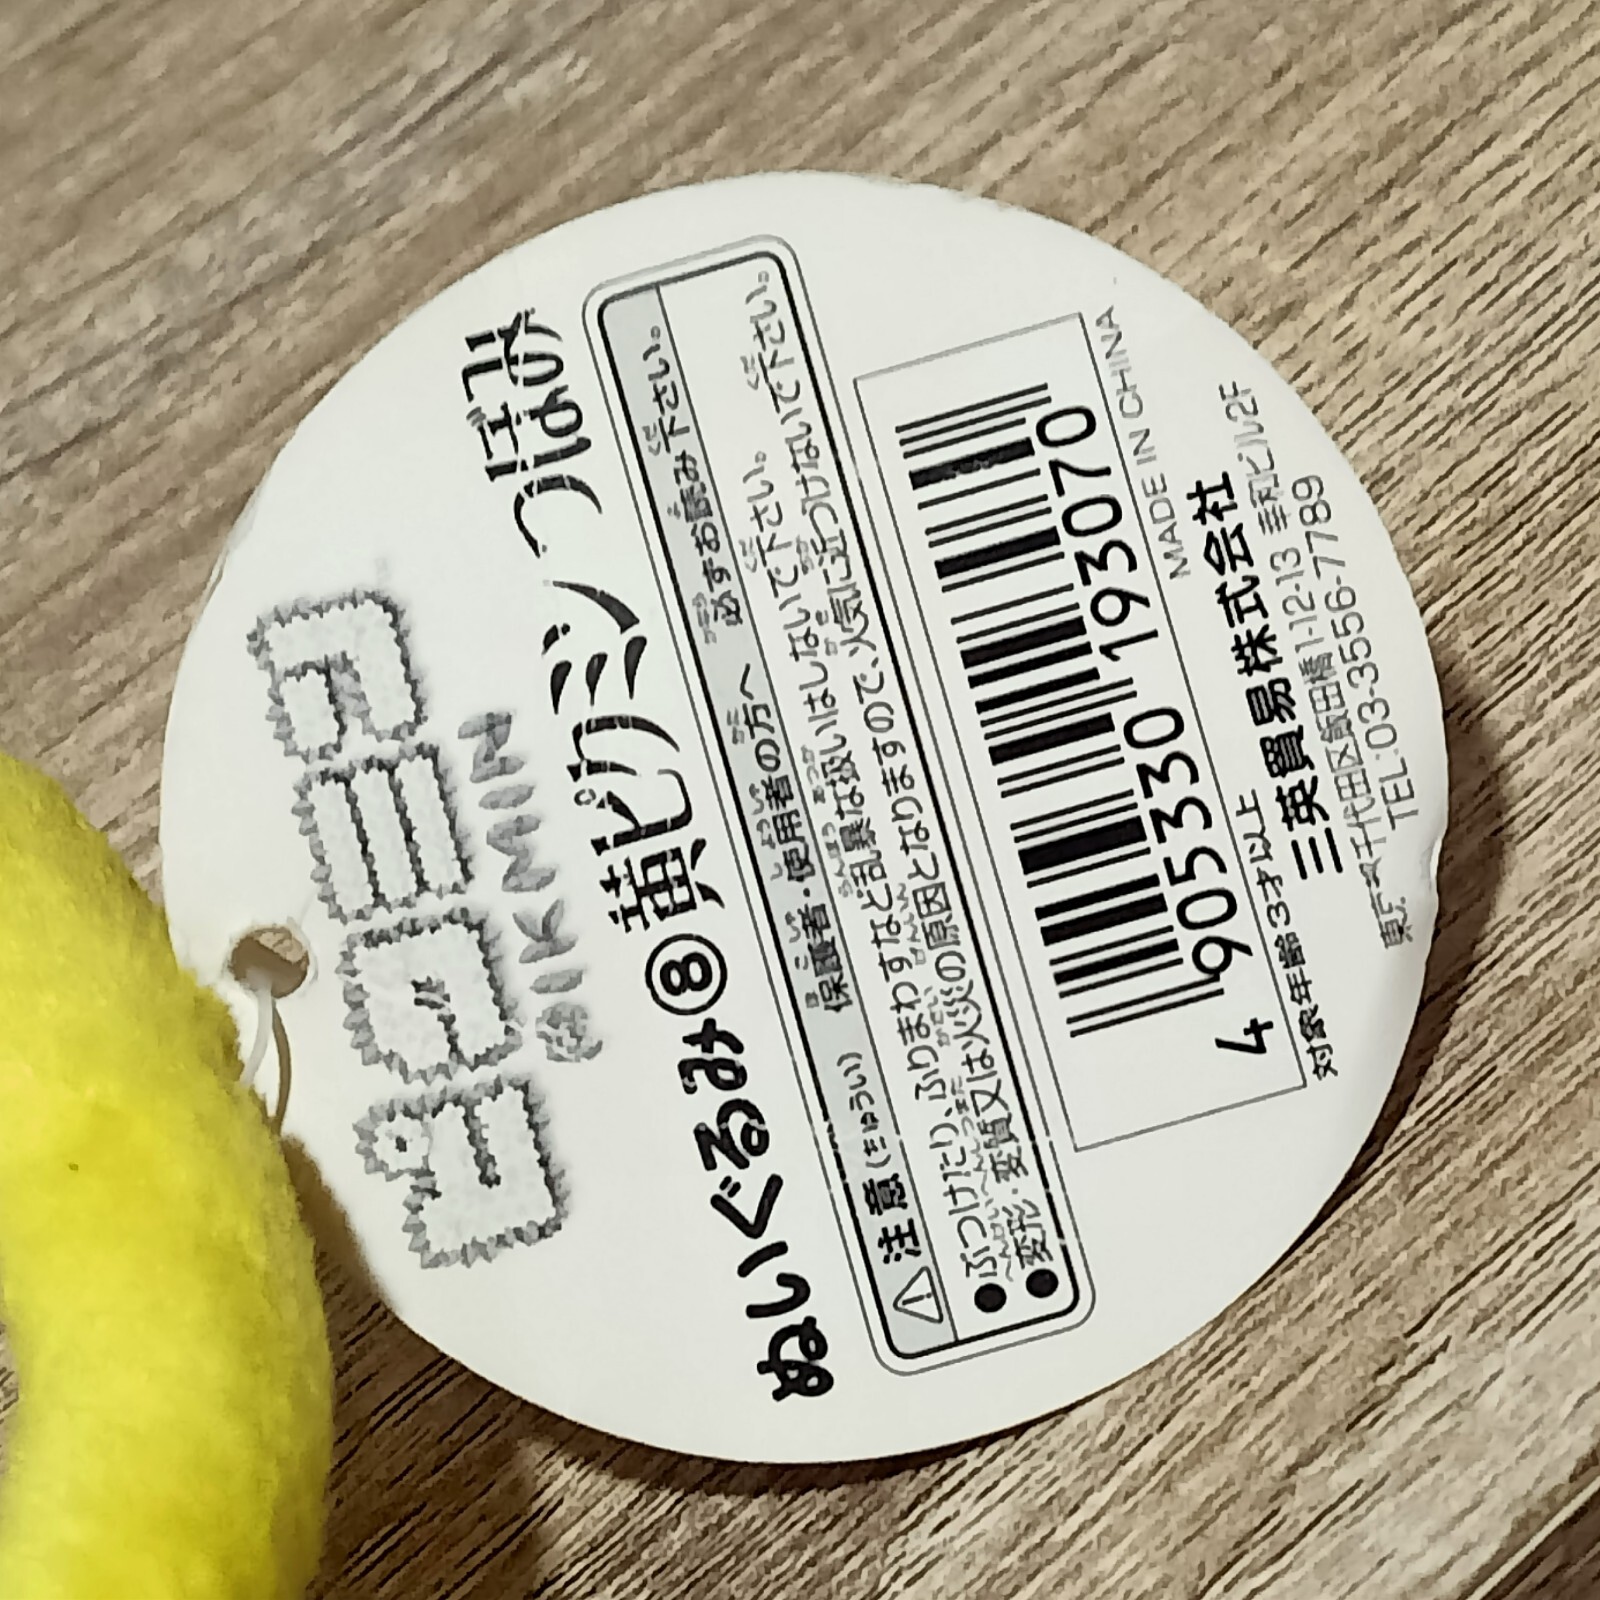 ピクミン
PIKMIN
ぬいぐるみ⑧黄ピクミン つぼみ
⚠注意(ちゅうい) 保護者・使用者の方へ 必ずお読み下さい。
●ぶつけたり、ふりまわすなど乱暴な扱いはしないで下さい。
●変形・変質又は火災の原因となりますので、火気に近づけないで下さい。
4 905330 193070
MADE IN CHINA
対象年齢3才以上
三英貿易株式会社
東京都千代田区飯田橋1-12-13 幸和ビル2F
TEL:03-3556-7789